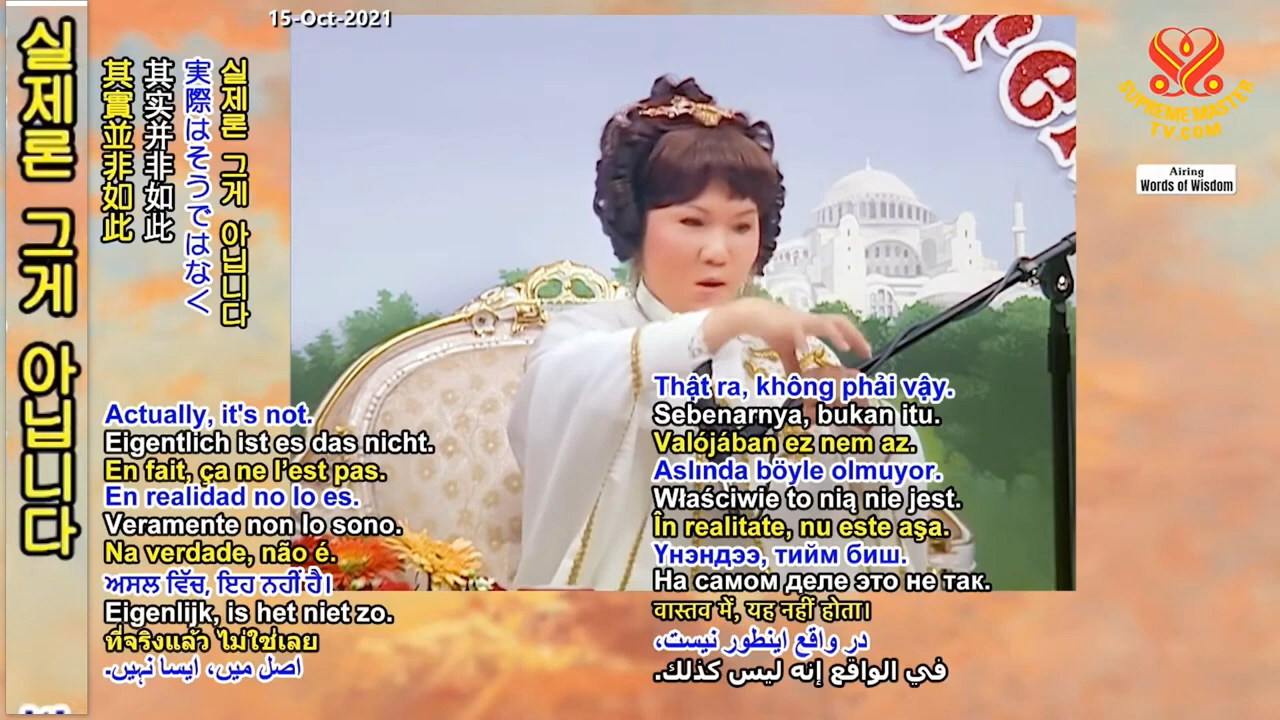 15-Oct-2021
실제론 그게 아닙니다
실제론 그게 아닙니다
実際はそうではなく
其实并非如此
其實並非如此
SUPREME MASTER
TV.COM
Airing
Words of Wisdom
Actually, it's not.
Eigentlich ist es das nicht.
En fait, ça ne l'est pas.
En realidad no lo es.
Veramente non lo sono.
Na verdade, não é.
ਅਸਲ ਵਿੱਚ, ਇਹ ਨਹੀਂ ਹੈ।
Eigenlijk, is het niet zo.
ที่จริงแล้ว ไม่ใช่เลย
اصل میں، ایسا نہیں۔
Thật ra, không phải vậy.
Sebenarnya, bukan itu.
Valójában ez nem az.
Aslında böyle olmuyor.
Właściwie to nią nie jest.
În realitate, nu este aşa.
Үнэндээ, тийм биш.
На самом деле это не так.
वास्तव में, यह नहीं होता।
در واقع اینطور نیست،
في الواقع إنه ليس كذلك.